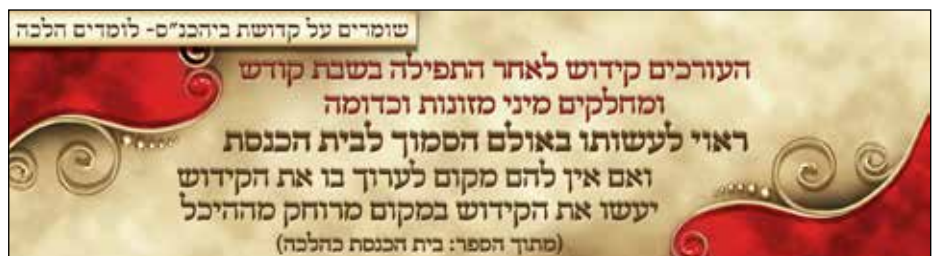 שומרים על קדושת ביהכנ"ס- לומדים הלכה
העורכים קידוש לאחר התפילה בשבת קודש
ומחלקים מיני מזונות וכדומה
ראוי לעשותו באולם הסמוך לבית הכנסת
ואם אין להם מקום לערוך בו את הקידוש
יעשו את הקידוש במקום מרוחק מההיכל
(מתוך הספר: בית הכנסת כהלכה)